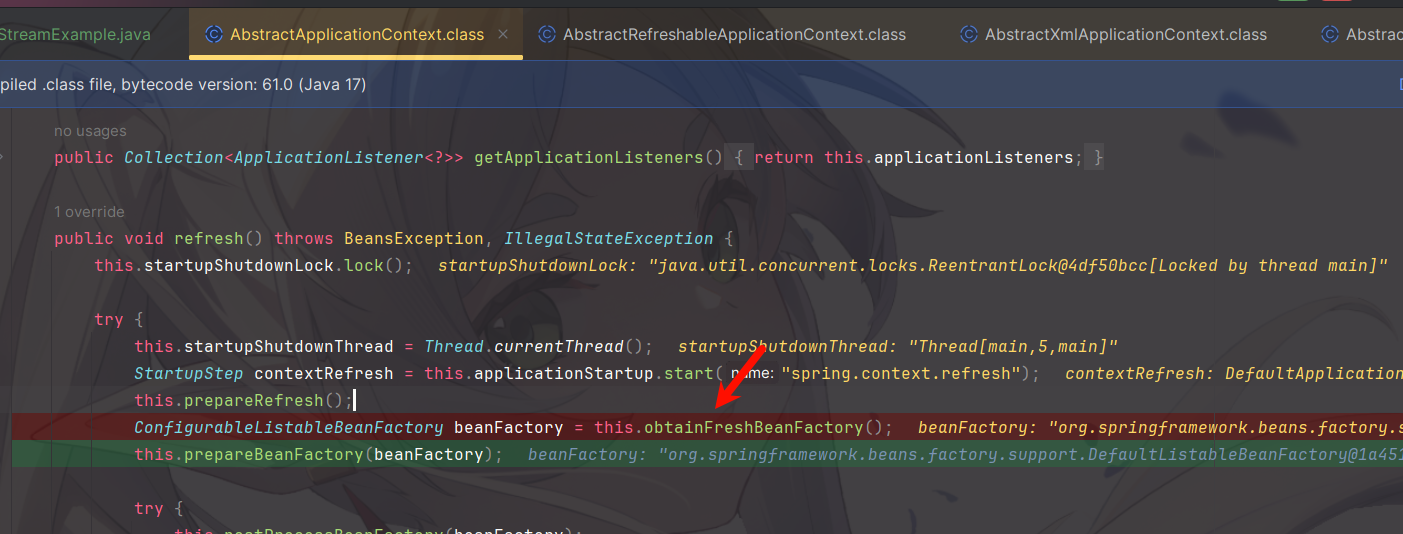 StreamExample.java AbstractApplicationContext.class AbstractRefreshableApplicationContext.class AbstractXmlApplicationContext.class Abstrac
piled .class file, bytecode version: 61.0 (Java 17)
no usages
public Collection<ApplicationListener<?>> getApplicationListeners() { return this.applicationListeners; }
1 override
public void refresh() throws BeansException, IllegalStateException {
this.startupShutdownLock.lock(); startupShutdownLock: "java.util.concurrent.locks.ReentrantLock@4df50bcc[Locked by thread main]"
try {
this.startupShutdownThread = Thread.currentThread(); startupShutdownThread: "Thread[main,5,main]"
StartupStep contextRefresh = this.applicationStartup.start( name: "spring.context.refresh"); contextRefresh: DefaultApplication
this.prepareRefresh();
ConfigurableListableBeanFactory beanFactory = this.obtainFreshBeanFactory(); beanFactory: "org.springframework.beans.factory.s
this.prepareBeanFactory(beanFactory); beanFactory: "org.springframework.beans.factory.support.DefaultListableBeanFactory@1a451
try {
this.postProcessBeanFactory(beanFactory);